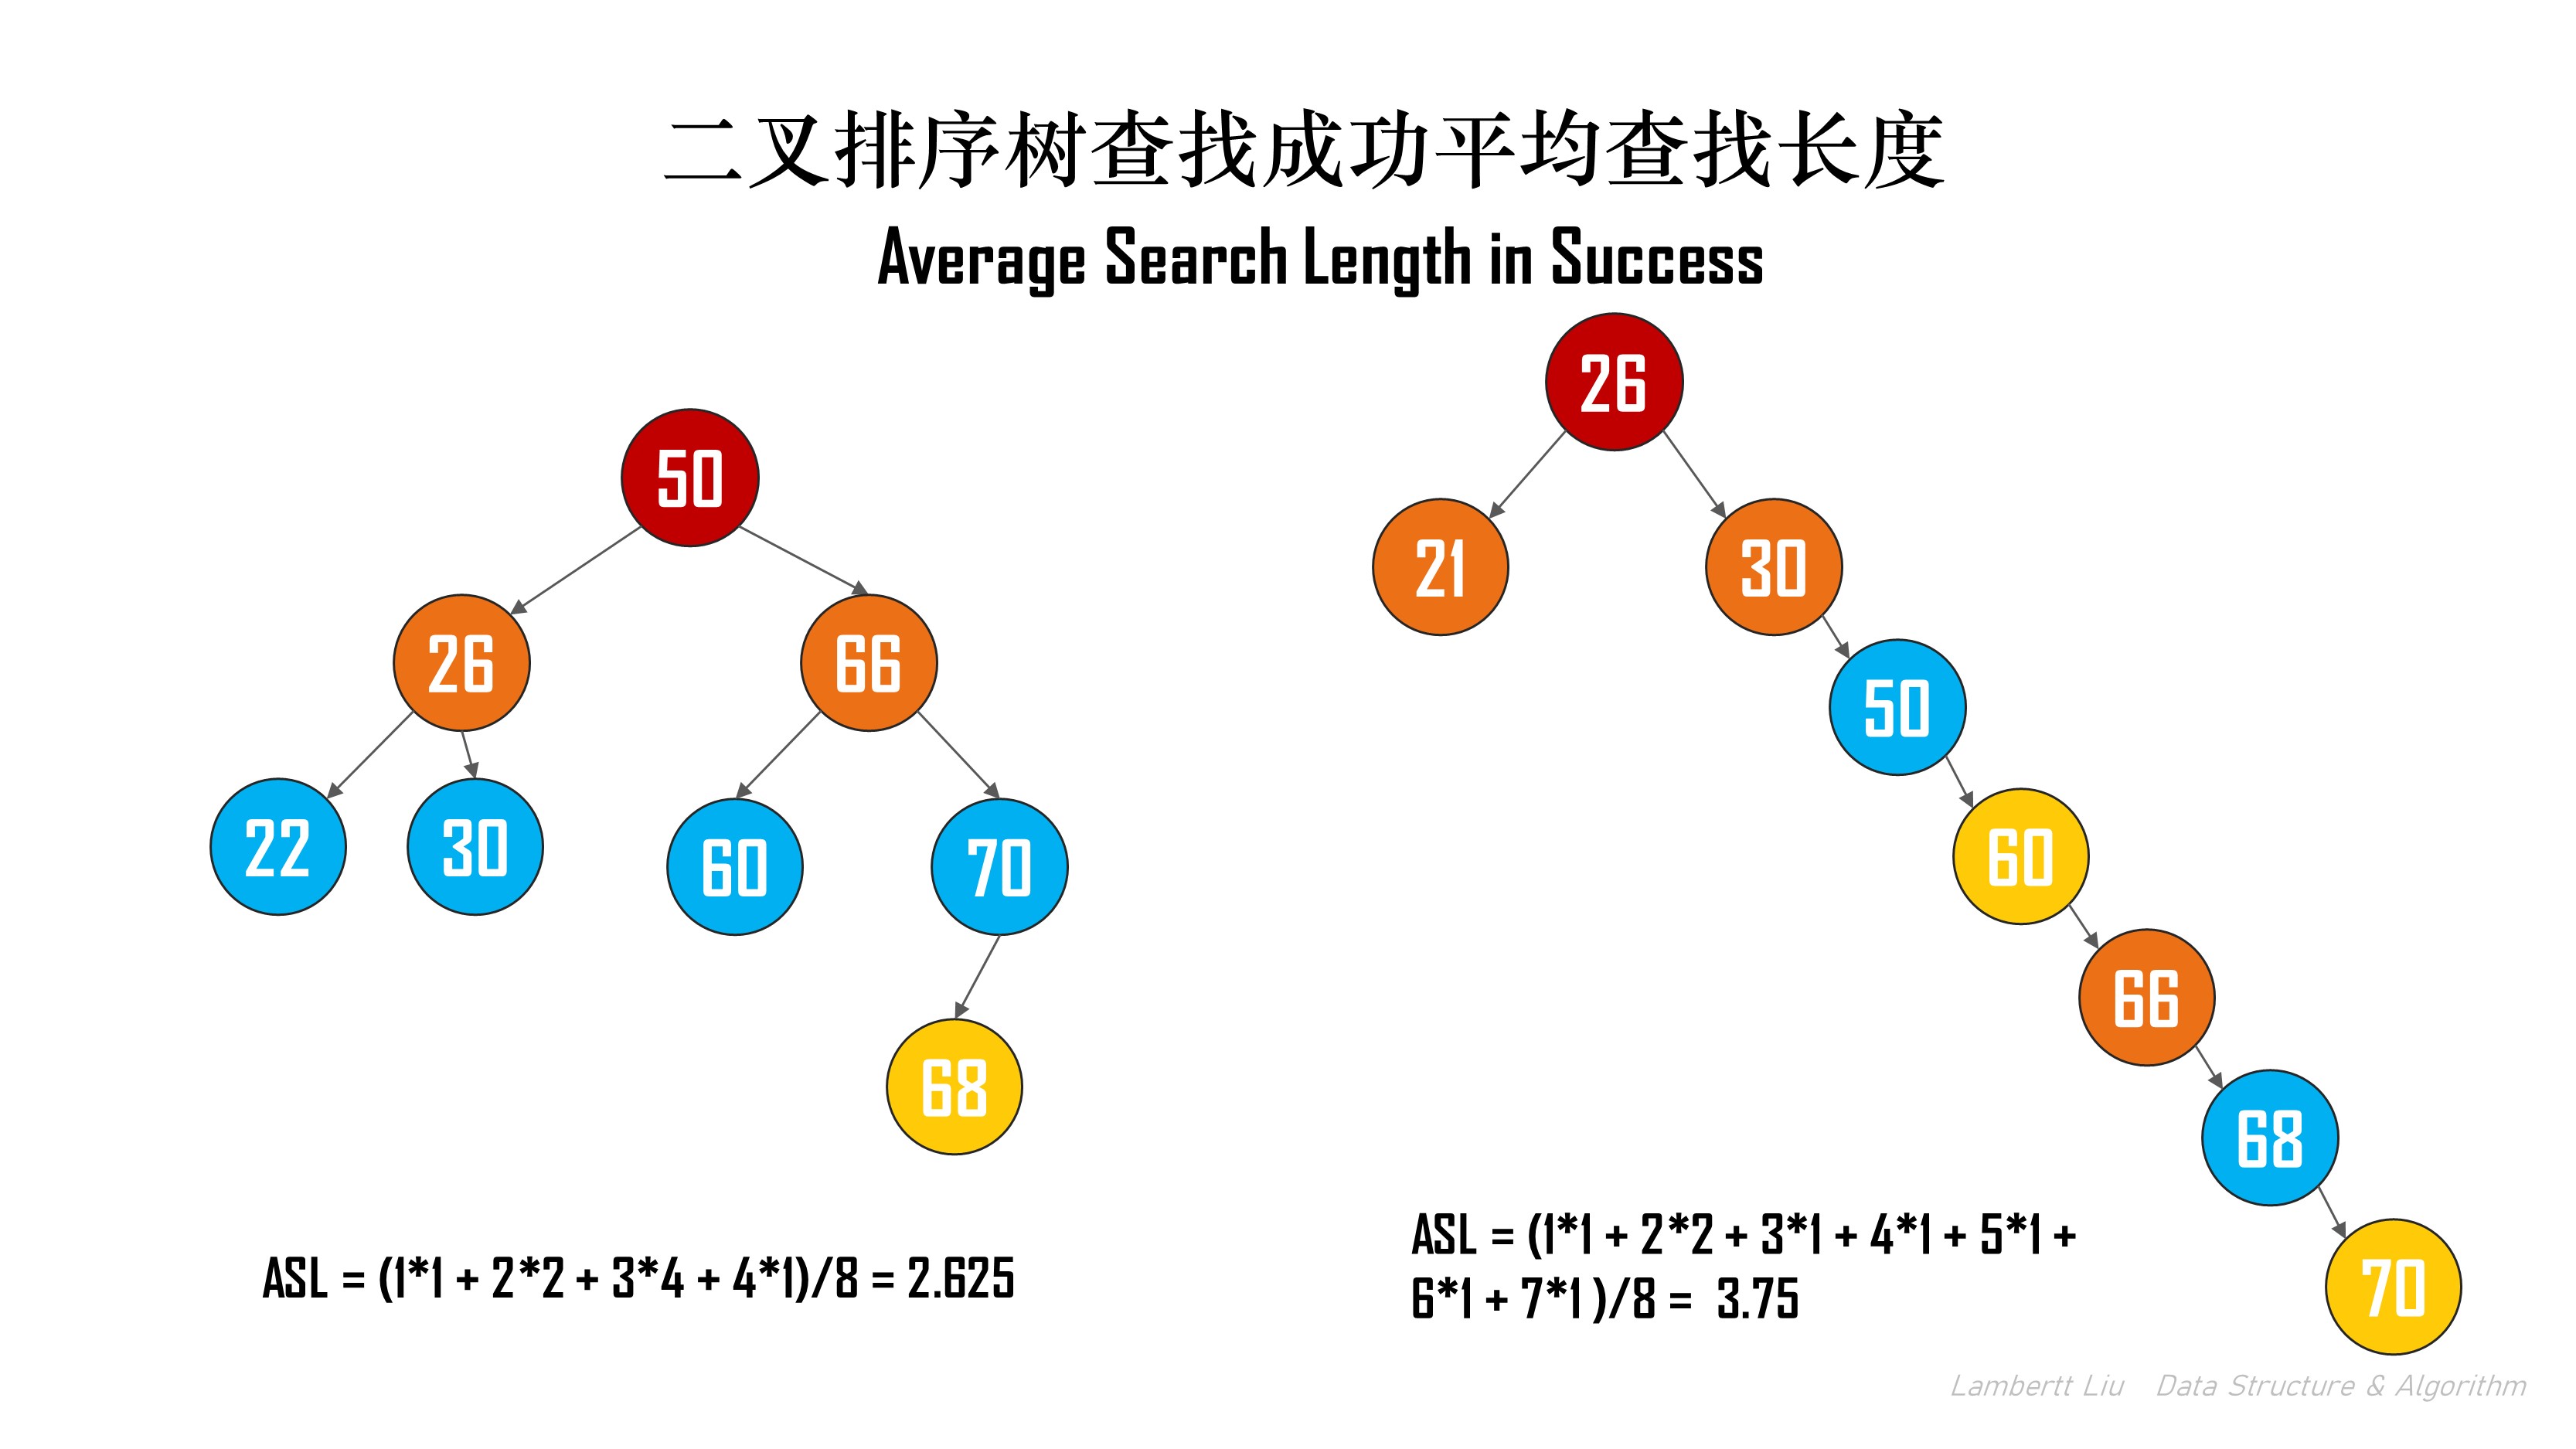 二叉排序树查找成功平均查找长度
Average Search Length in Success
50
26
66
22
30
60
70
68
ASL = (1*1 + 2*2 + 3*4 + 4*1)/8 = 2.625
26
21
30
50
60
66
68
70
ASL = (1*1 + 2*2 + 3*1 + 4*1 + 5*1 +
6*1 + 7*1 )/8 = 3.75
Lambertt Liu Data Structure & Algorithm